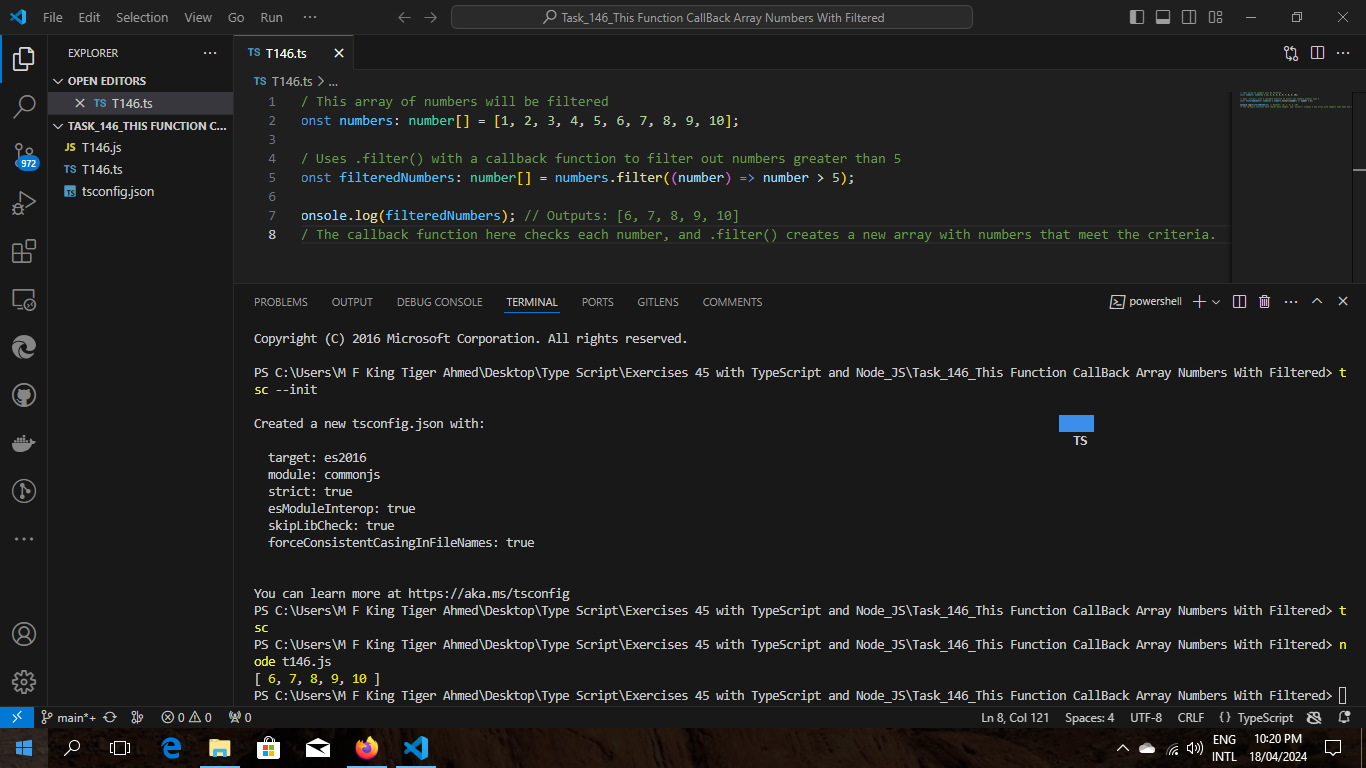 File Edit Selection View Go Run ···
Task_146_This Function CallBack Array Numbers With Filtered
EXPLORER ···
OPEN EDITORS
TS T146.ts
TASK_146_THIS FUNCTION C...
JS T146.js
TS T146.ts
tsconfig.json
972
TS T146.ts
TS T146.ts > ...
1 / This array of numbers will be filtered
2 onst numbers: number[] = [1, 2, 3, 4, 5, 6, 7, 8, 9, 10];
3
4 / Uses .filter() with a callback function to filter out numbers greater than 5
5 onst filteredNumbers: number[] = numbers.filter((number) => number > 5);
6
7 onsole.log(filteredNumbers); // Outputs: [6, 7, 8, 9, 10]
8 / The callback function here checks each number, and .filter() creates a new array with numbers that meet the criteria.
PROBLEMS OUTPUT DEBUG CONSOLE TERMINAL PORTS GITLENS COMMENTS
powershell
Copyright (C) 2016 Microsoft Corporation. All rights reserved.
PS C:\Users\M F King Tiger Ahmed\Desktop\Type Script\Exercises 45 with TypeScript and Node_JS\Task_146_This Function CallBack Array Numbers With Filtered> t
sc --init
Created a new tsconfig.json with:
TS
target: es2016
module: commonjs
strict: true
esModuleInterop: true
skipLibCheck: true
forceConsistentCasingInFileNames: true
You can learn more at https://aka.ms/tsconfig
PS C:\Users\M F King Tiger Ahmed\Desktop\Type Script\Exercises 45 with TypeScript and Node_JS\Task_146_This Function CallBack Array Numbers With Filtered> t
sc
PS C:\Users\M F King Tiger Ahmed\Desktop\Type Script\Exercises 45 with TypeScript and Node_JS\Task_146_This Function CallBack Array Numbers With Filtered> n
ode t146.js
[ 6, 7, 8, 9, 10 ]
PS C:\Users\M F King Tiger Ahmed\Desktop\Type Script\Exercises 45 with TypeScript and Node_JS\Task_146_This Function CallBack Array Numbers With Filtered>
main*+ 0 0 0 Ln 8, Col 121 Spaces: 4 UTF-8 CRLF {} TypeScript
ENG 10:20 PM
INTL 18/04/2024